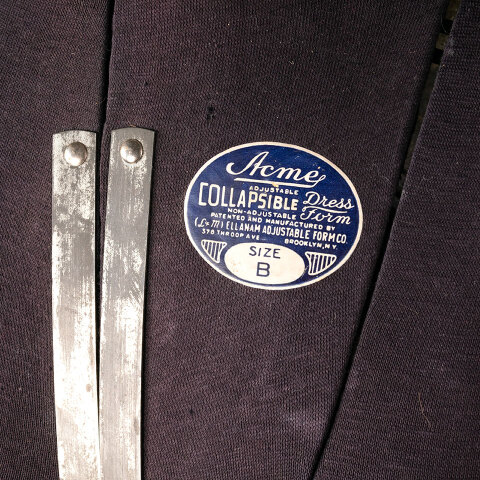 Acme
ADJUSTABLE
COLLAPSIBLE Dress
NON-ADJUSTABLE Form
PATENTED AND MANUFACTURED BY
(L & M) ELLANAM ADJUSTABLE FORM CO.
378 THROOP AVE. BROOKLYN, N.Y.
SIZE
B